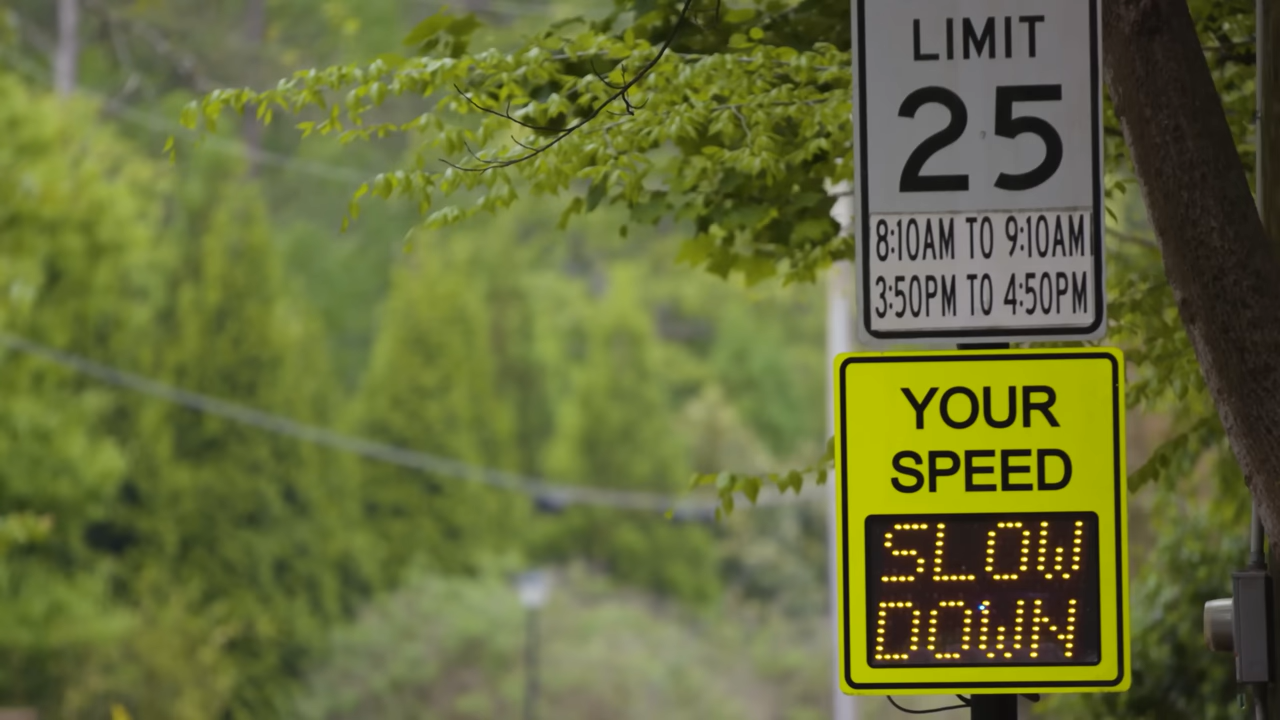 LIMIT
25
8:10AM TO 9:10AM
3:50PM TO 4:50PM
YOUR
SPEED
SLOW
DOWN